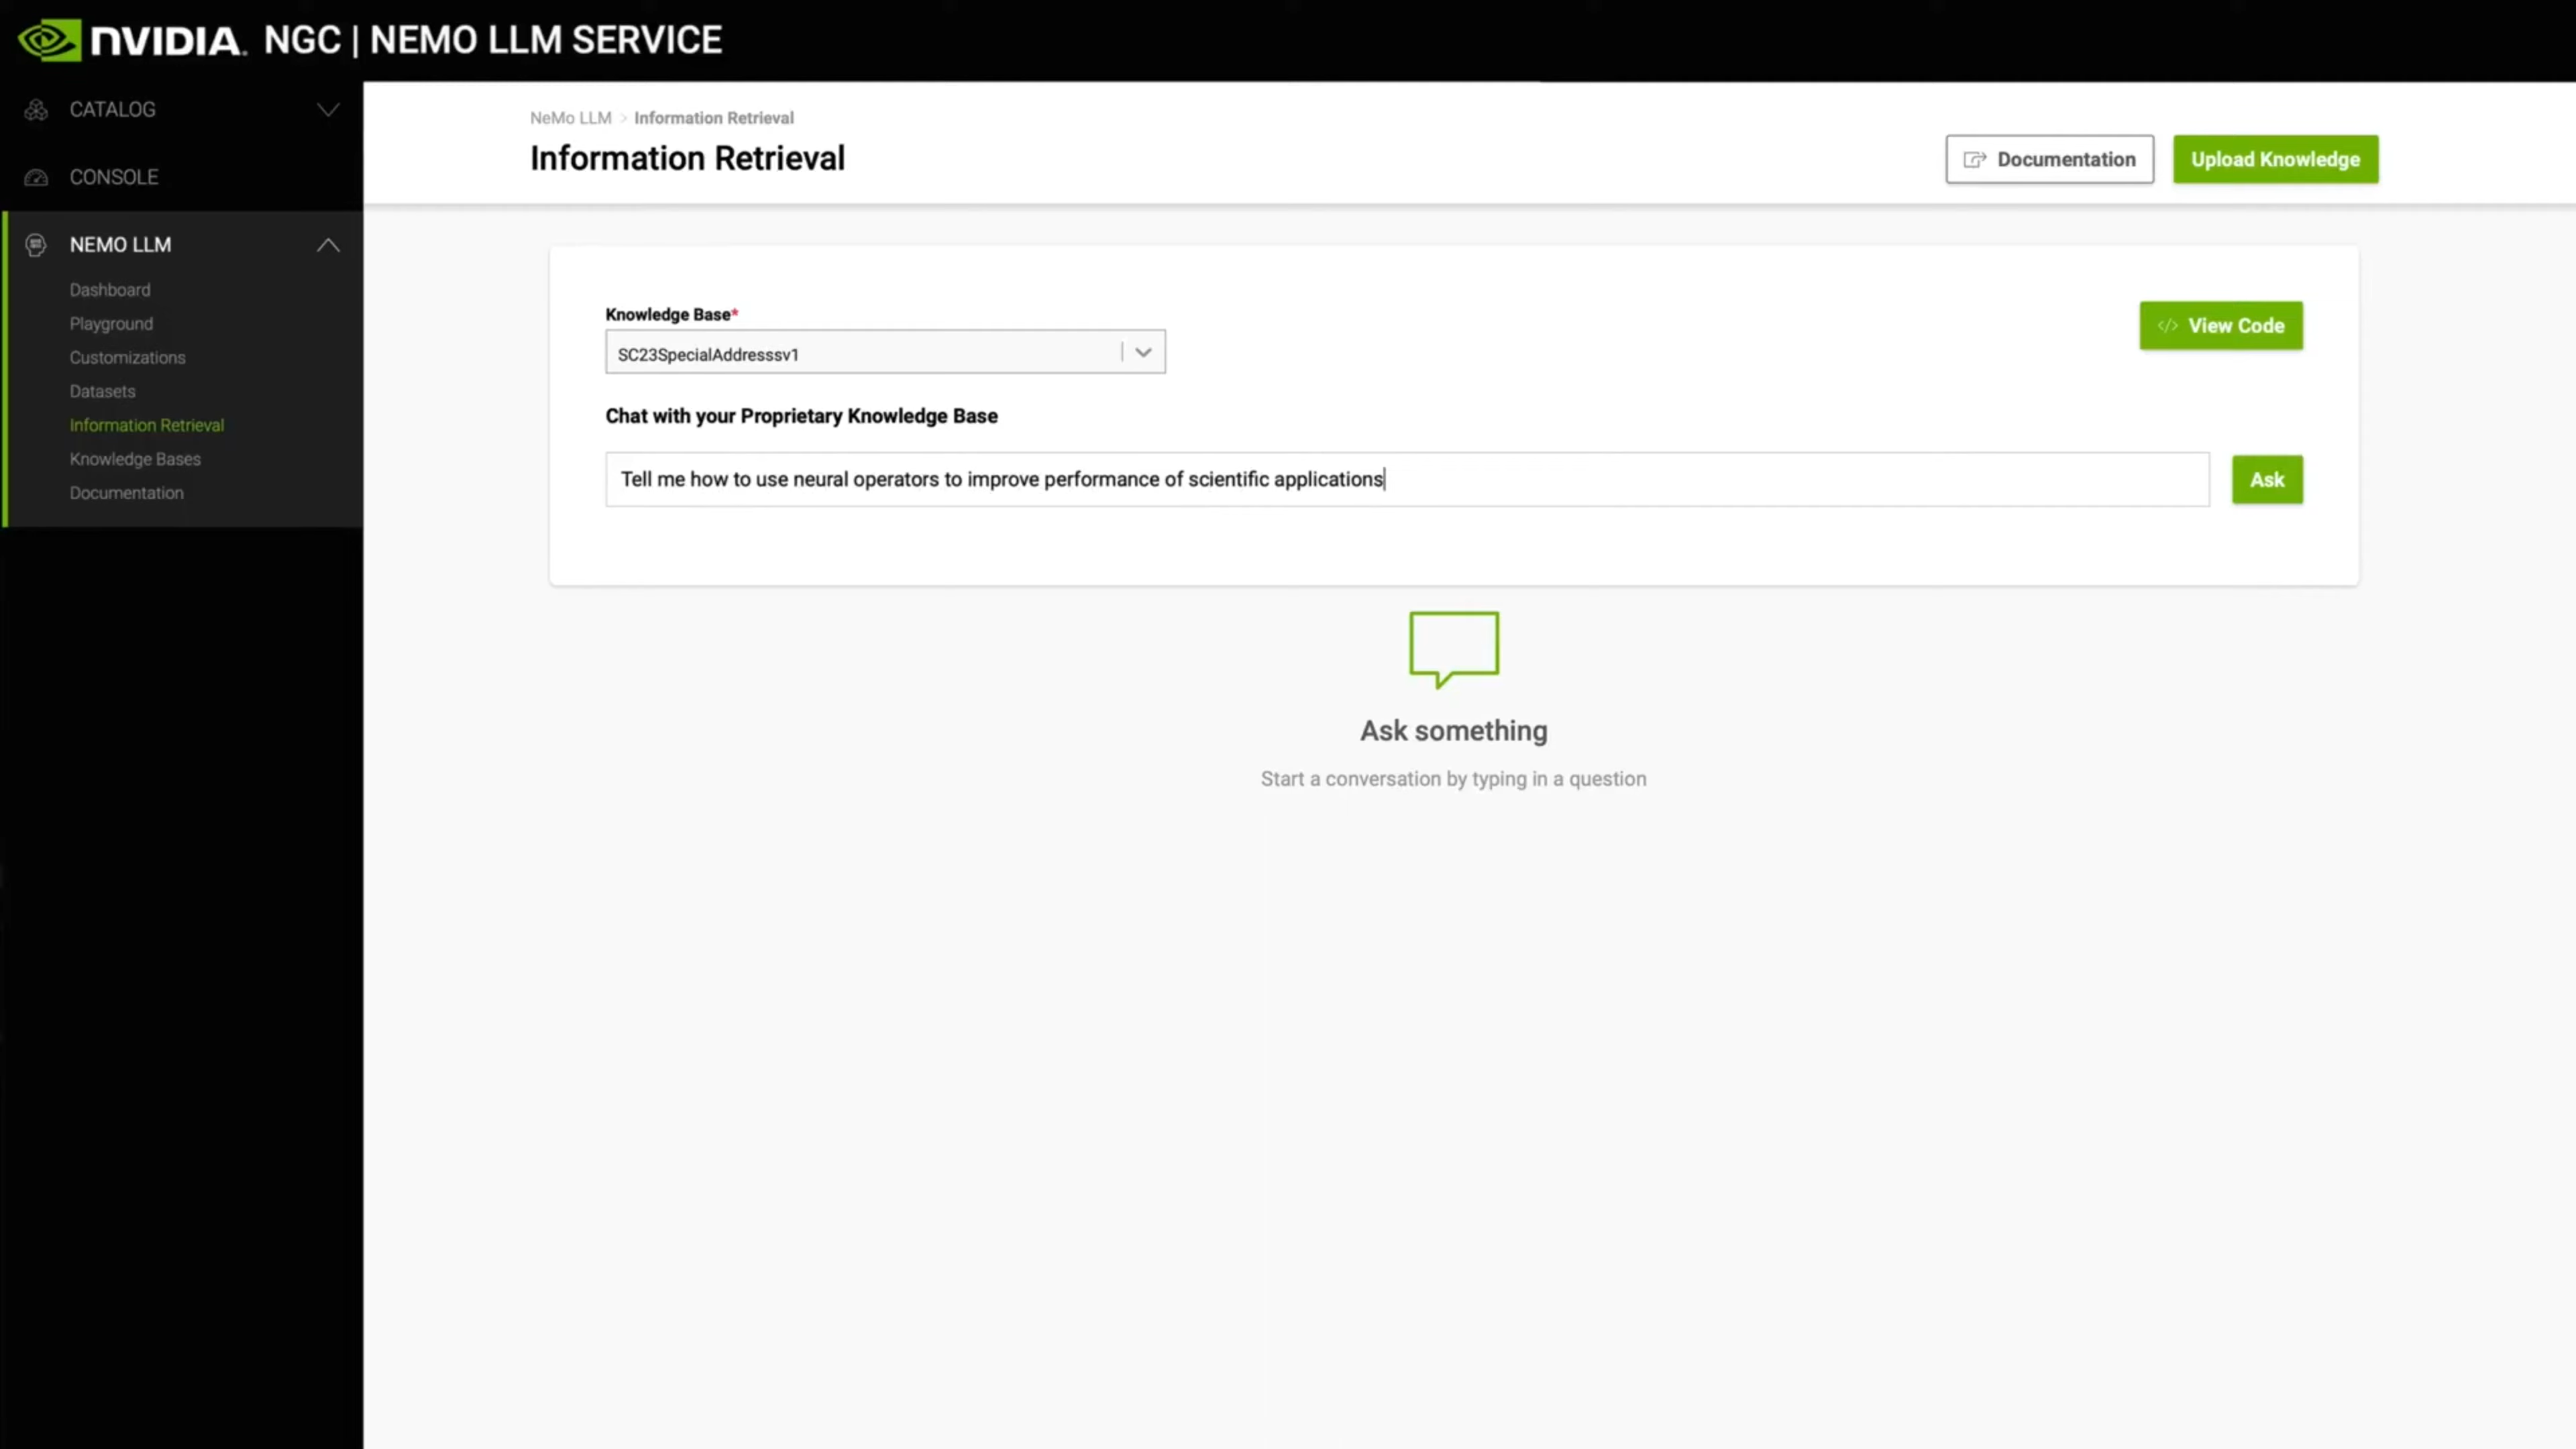 NVIDIA. NGC | NEMO LLM SERVICE
CATALOG
CONSOLE
NEMO LLM
Dashboard
Playground
Customizations
Datasets
Information Retrieval
Knowledge Bases
Documentation
NeMo LLM > Information Retrieval
Information Retrieval
Documentation
Upload Knowledge
Knowledge Base*
SC23SpecialAddresssv1
</> View Code
Chat with your Proprietary Knowledge Base
Tell me how to use neural operators to improve performance of scientific applications
Ask
Ask something
Start a conversation by typing in a question